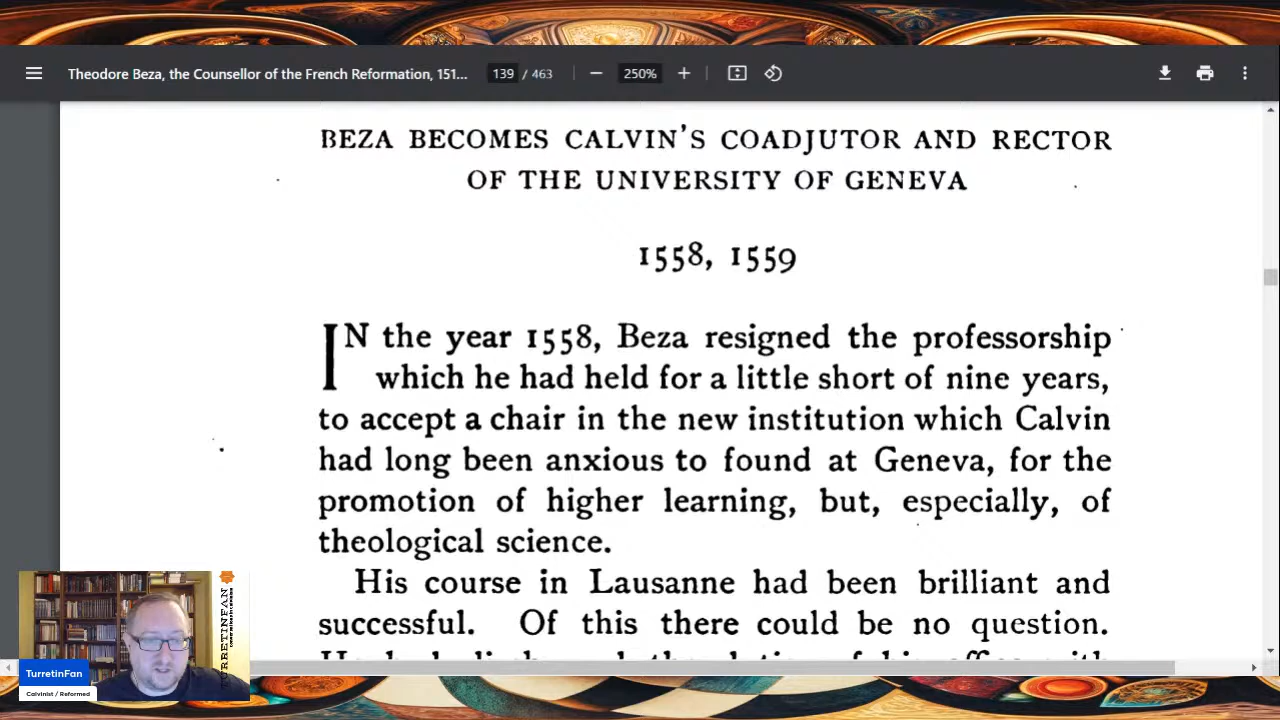 Theodore Beza, the Counsellor of the French Reformation, 151...
139 / 463
250%
BEZA BECOMES CALVIN'S COADJUTOR AND RECTOR
OF THE UNIVERSITY OF GENEVA
1558, 1559
IN the year 1558, Beza resigned the professorship
which he had held for a little short of nine years,
to accept a chair in the new institution which Calvin
had long been anxious to found at Geneva, for the
promotion of higher learning, but, especially, of
theological science.
His course in Lausanne had been brilliant and
successful. Of this there could be no question.
TURRETINFAN
TurretinFan
Calvinist / Reformed